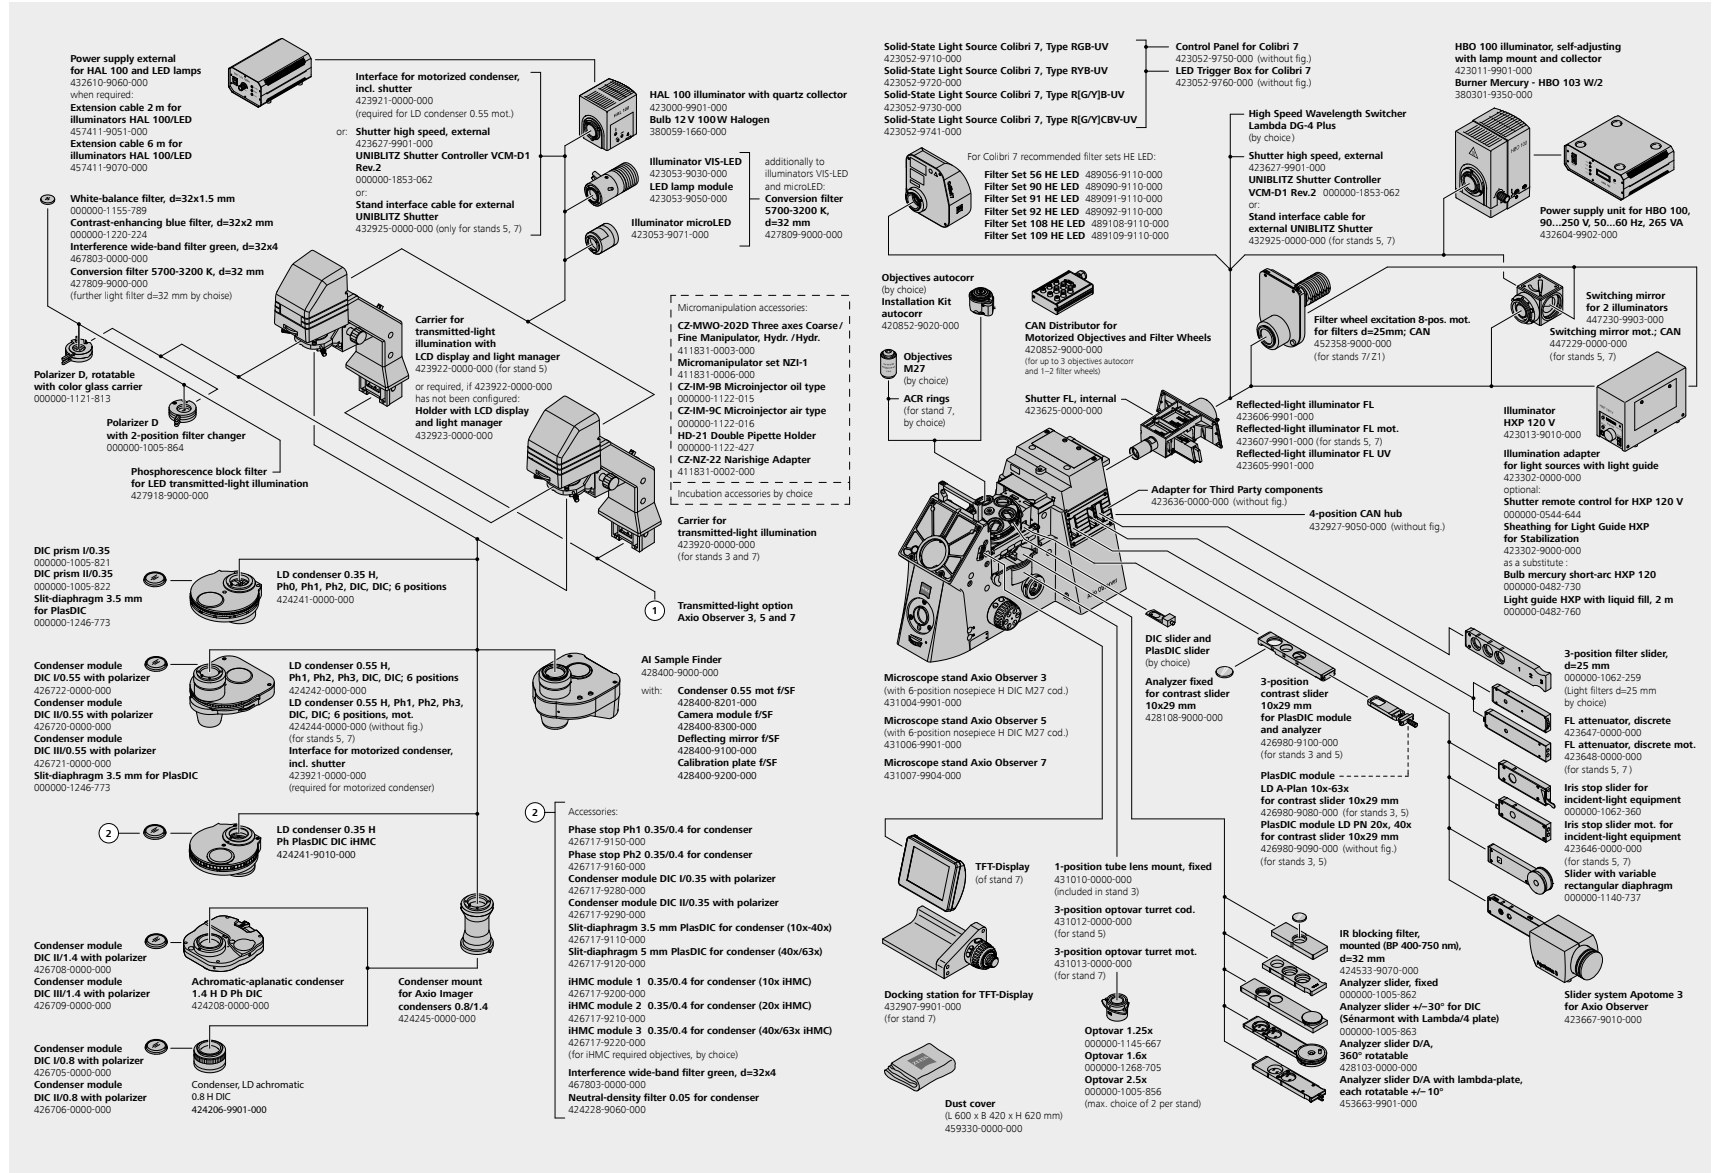 Power supply external
for HAL 100 and LED lamps
432610-9060-000
when required:
Extension cable 2 m for
illuminators HAL 100/LED
457411-9051-000
Extension cable 6 m for
illuminators HAL 100/LED
457411-9070-000
White-balance filter, d=32x1.5 mm
000000-1155-789
Contrast-enhancing blue filter, d=32x2 mm
000000-1220-224
Interference wide-band filter green, d=32x4
467803-0000-000
Conversion filter 5700-3200 K, d=32 mm
427809-9000-000
(further light filter d=32 mm by choise)
Interface for motorized condenser,
incl. shutter
423921-0000-000
(required for LD condenser 0.55 mot.)
or: Shutter high speed, external
423627-9901-000
UNIBLITZ Shutter Controller VCM-D1
Rev.2
000000-1853-062
or:
Stand interface cable for external
UNIBLITZ Shutter
432925-0000-000 (only for stands 5, 7)
HAL 100 illuminator with quartz collector
423000-9901-000
Bulb 12 V 100 W Halogen
380059-1660-000
Illuminator VIS-LED
423053-9030-000
LED lamp module
423053-9050-000
Illuminator microLED
423053-9071-000
additionally to
illuminators VIS-LED
and microLED:
Conversion filter
5700-3200 K,
d=32 mm
427809-9000-000
Polarizer D, rotatable
with color glass carrier
000000-1121-813
Polarizer D
with 2-position filter changer
000000-1005-864
Phosphorescence block filter
for LED transmitted-light illumination
427918-9000-000
Carrier for
transmitted-light
illumination with
LCD display and light manager
423922-0000-000 (for stand 5)
or required, if 423922-0000-000
has not been configured:
Holder with LCD display
and light manager
432923-0000-000
Micromanipulation accessories:
CZ-MWO-202D Three axes Coarse /
Fine Manipulator, Hydr. /Hydr.
411831-0003-000
Micromanipulator set NZI-1
411831-0006-000
CZ-IM-9B Microinjector oil type
000000-1122-015
CZ-IM-9C Microinjector air type
000000-1122-016
HD-21 Double Pipette Holder
000000-1122-427
CZ-NZ-22 Narishige Adapter
411831-0002-000
Incubation accessories by choice
Carrier for
transmitted-light illumination
423920-0000-000
(for stands 3 and 7)
1
Transmitted-light option
Axio Observer 3, 5 and 7
DIC prism I/0.35
000000-1005-821
DIC prism II/0.35
000000-1005-822
Slit-diaphragm 3.5 mm
for PlasDIC
000000-1246-773
LD condenser 0.35 H,
Ph0, Ph1, Ph2, DIC, DIC; 6 positions
424241-0000-000
Condenser module
DIC I/0.55 with polarizer
426722-0000-000
Condenser module
DIC II/0.55 with polarizer
426720-0000-000
Condenser module
DIC III/0.55 with polarizer
426721-0000-000
Slit-diaphragm 3.5 mm for PlasDIC
000000-1246-773
LD condenser 0.55 H,
Ph1, Ph2, Ph3, DIC, DIC; 6 positions
424242-0000-000
LD condenser 0.55 H, Ph1, Ph2, Ph3,
DIC, DIC; 6 positions, mot.
424244-0000-000 (without fig.)
(for stands 5, 7)
Interface for motorized condenser,
incl. shutter
423921-0000-000
(required for motorized condenser)
AI Sample Finder
428400-9000-000
with: Condenser 0.55 mot f/SF
428400-8201-000
Camera module f/SF
428400-8300-000
Deflecting mirror f/SF
428400-9100-000
Calibration plate f/SF
428400-9200-000
2
LD condenser 0.35 H
Ph PlasDIC DIC iHMC
424241-9010-000
Condenser module
DIC II/1.4 with polarizer
426708-0000-000
Condenser module
DIC III/1.4 with polarizer
426709-0000-000
Achromatic-aplanatic condenser
1.4 H D Ph DIC
424208-0000-000
Condenser mount
for Axio Imager
condensers 0.8/1.4
424245-0000-000
Condenser module
DIC I/0.8 with polarizer
426705-0000-000
Condenser module
DIC II/0.8 with polarizer
426706-0000-000
Condenser, LD achromatic
0.8 H DIC
424206-9901-000
2
Accessories:
Phase stop Ph1 0.35/0.4 for condenser
426717-9150-000
Phase stop Ph2 0.35/0.4 for condenser
426717-9160-000
Condenser module DIC I/0.35 with polarizer
426717-9280-000
Condenser module DIC II/0.35 with polarizer
426717-9290-000
Slit-diaphragm 3.5 mm PlasDIC for condenser (10x-40x)
426717-9110-000
Slit-diaphragm 5 mm PlasDIC for condenser (40x/63x)
426717-9120-000
iHMC module 1 0.35/0.4 for condenser (10x iHMC)
426717-9200-000
iHMC module 2 0.35/0.4 for condenser (20x iHMC)
426717-9210-000
iHMC module 3 0.35/0.4 for condenser (40x/63x iHMC)
426717-9220-000
(for iHMC required objectives, by choice)
Interference wide-band filter green, d=32x4
467803-0000-000
Neutral-density filter 0.05 for condenser
424228-9060-000
Solid-State Light Source Colibri 7, Type RGB-UV
423052-9710-000
Solid-State Light Source Colibri 7, Type RYB-UV
423052-9720-000
Solid-State Light Source Colibri 7, Type R[G/Y]B-UV
423052-9730-000
Solid-State Light Source Colibri 7, Type R[G/Y]CBV-UV
423052-9741-000
Control Panel for Colibri 7
423052-9750-000 (without fig.)
LED Trigger Box for Colibri 7
423052-9760-000 (without fig.)
For Colibri 7 recommended filter sets HE LED:
Filter Set 56 HE LED 489056-9110-000
Filter Set 90 HE LED 489090-9110-000
Filter Set 91 HE LED 489091-9110-000
Filter Set 92 HE LED 489092-9110-000
Filter Set 108 HE LED 489108-9110-000
Filter Set 109 HE LED 489109-9110-000
High Speed Wavelength Switcher
Lambda DG-4 Plus
(by choice)
Shutter high speed, external
423627-9901-000
UNIBLITZ Shutter Controller
VCM-D1 Rev.2 000000-1853-062
or:
Stand interface cable for
external UNIBLITZ Shutter
432925-0000-000 (for stands 5, 7)
HBO 100 illuminator, self-adjusting
with lamp mount and collector
423011-9901-000
Burner Mercury - HBO 103 W/2
380301-9350-000
Power supply unit for HBO 100,
90...250 V, 50...60 Hz, 265 VA
432604-9902-000
Objectives autocorr
(by choice)
Installation Kit
autocorr
420852-9020-000
Objectives
M27
(by choice)
ACR rings
(for stand 7,
by choice)
CAN Distributor for
Motorized Objectives and Filter Wheels
420852-9000-000
(for up to 3 objectives autocorr
and 1–2 filter wheels)
Filter wheel excitation 8-pos. mot.
for filters d=25mm; CAN
452358-9000-000
(for stands 7/ Z1)
Switching mirror
for 2 illuminators
447230-9903-000
Switching mirror mot.; CAN
447229-0000-000
(for stands 5, 7)
Shutter FL, internal
423625-0000-000
Reflected-light illuminator FL
423606-9901-000
Reflected-light illuminator FL mot.
423607-9901-000 (for stands 5, 7)
Reflected-light illuminator FL UV
423605-9901-000
Illuminator
HXP 120 V
423013-9010-000
Illumination adapter
for light sources with light guide
423302-0000-000
optional:
Shutter remote control for HXP 120 V
000000-0544-644
Sheathing for Light Guide HXP
for Stabilization
423302-9000-000
as a substitute :
Bulb mercury short-arc HXP 120
000000-0482-730
Light guide HXP with liquid fill, 2 m
000000-0482-760
Adapter for Third Party components
423636-0000-000 (without fig.)
4-position CAN hub
432927-9050-000 (without fig.)
Axio Observer
Microscope stand Axio Observer 3
(with 6-position nosepiece H DIC M27 cod.)
431004-9901-000
Microscope stand Axio Observer 5
(with 6-position nosepiece H DIC M27 cod.)
431006-9901-000
Microscope stand Axio Observer 7
431007-9904-000
DIC slider and
PlasDIC slider
(by choice)
Analyzer fixed
for contrast slider
10x29 mm
428108-9000-000
3-position
contrast slider
10x29 mm
for PlasDIC module
and analyzer
426980-9100-000
(for stands 3 and 5)
PlasDIC module
LD A-Plan 10x-63x
for contrast slider 10x29 mm
426980-9080-000 (for stands 3, 5)
PlasDIC module LD PN 20x, 40x
for contrast slider 10x29 mm
426980-9090-000 (without fig.)
(for stands 3, 5)
3-position filter slider,
d=25 mm
000000-1062-259
(Light filters d=25 mm
by choice)
FL attenuator, discrete
423647-0000-000
FL attenuator, discrete mot.
423648-0000-000
(for stands 5, 7 )
Iris stop slider for
incident-light equipment
000000-1062-360
Iris stop slider mot. for
incident-light equipment
423646-0000-000
(for stands 5, 7)
Slider with variable
rectangular diaphragm
000000-1140-737
TFT-Display
(of stand 7)
Docking station for TFT-Display
432907-9901-000
(for stand 7)
Dust cover
(L 600 x B 420 x H 620 mm)
459330-0000-000
1-position tube lens mount, fixed
431010-0000-000
(included in stand 3)
3-position optovar turret cod.
431012-0000-000
(for stand 5)
3-position optovar turret mot.
431013-0000-000
(for stand 7)
Optovar 1.25x
000000-1145-667
Optovar 1.6x
000000-1268-705
Optovar 2.5x
000000-1005-856
(max. choice of 2 per stand)
IR blocking filter,
mounted (BP 400-750 nm),
d=32 mm
424533-9070-000
Analyzer slider, fixed
000000-1005-862
Analyzer slider +/−30° for DIC
(Sénarmont with Lambda/4 plate)
000000-1005-863
Analyzer slider D/A,
360° rotatable
428103-0000-000
Analyzer slider D/A with lambda-plate,
each rotatable +/− 10°
453663-9901-000
Slider system Apotome 3
for Axio Observer
423667-9010-000